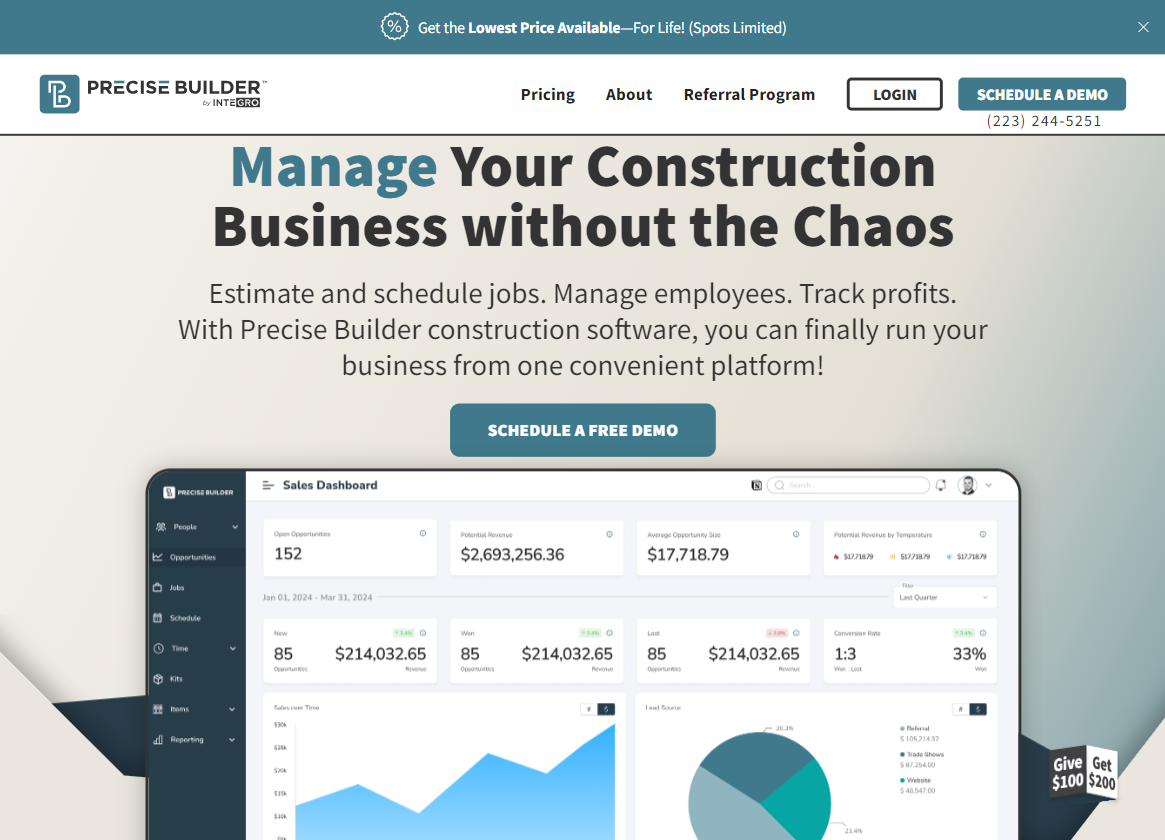 Get the Lowest Price Available—For Life! (Spots Limited)
PRECISE BUILDER™
by INTEGRO
Pricing
About
Referral Program
LOGIN
SCHEDULE A DEMO
(223) 244-5251
Manage Your Construction
Business without the Chaos
Estimate and schedule jobs. Manage employees. Track profits.
With Precise Builder construction software, you can finally run your
business from one convenient platform!
SCHEDULE A FREE DEMO
PRECISE BUILDER
Sales Dashboard
Search...
People
Opportunities
Jobs
Schedule
Time
Kits
Items
Reporting
Open Opportunities
152
Potential Revenue
$2,693,256.36
Average Opportunity Size
$17,718.79
Potential Revenue by Temperature
$17,718.79 $17,718.79 $17,718.79
Jan 01, 2024 - Mar 31, 2024
Filter
Last Quarter
New
3.4%
85 $214,032.65
Opportunities Revenue
Won
3.4%
85 $214,032.65
Opportunities Revenue
Lost
3.8%
85 $214,032.65
Opportunities Revenue
Conversion Rate
3.4%
1:3 33%
Won : Lost Won
Sales over Time
# $
$30k
$25k
$20k
$15k
$10k
$5k
Lead Source
# $
30.3%
23.4%
Referral
$ 105,214.32
Trade Shows
$ 87,254.00
Website
$ 48,547.00
Give
$100
Get
$200